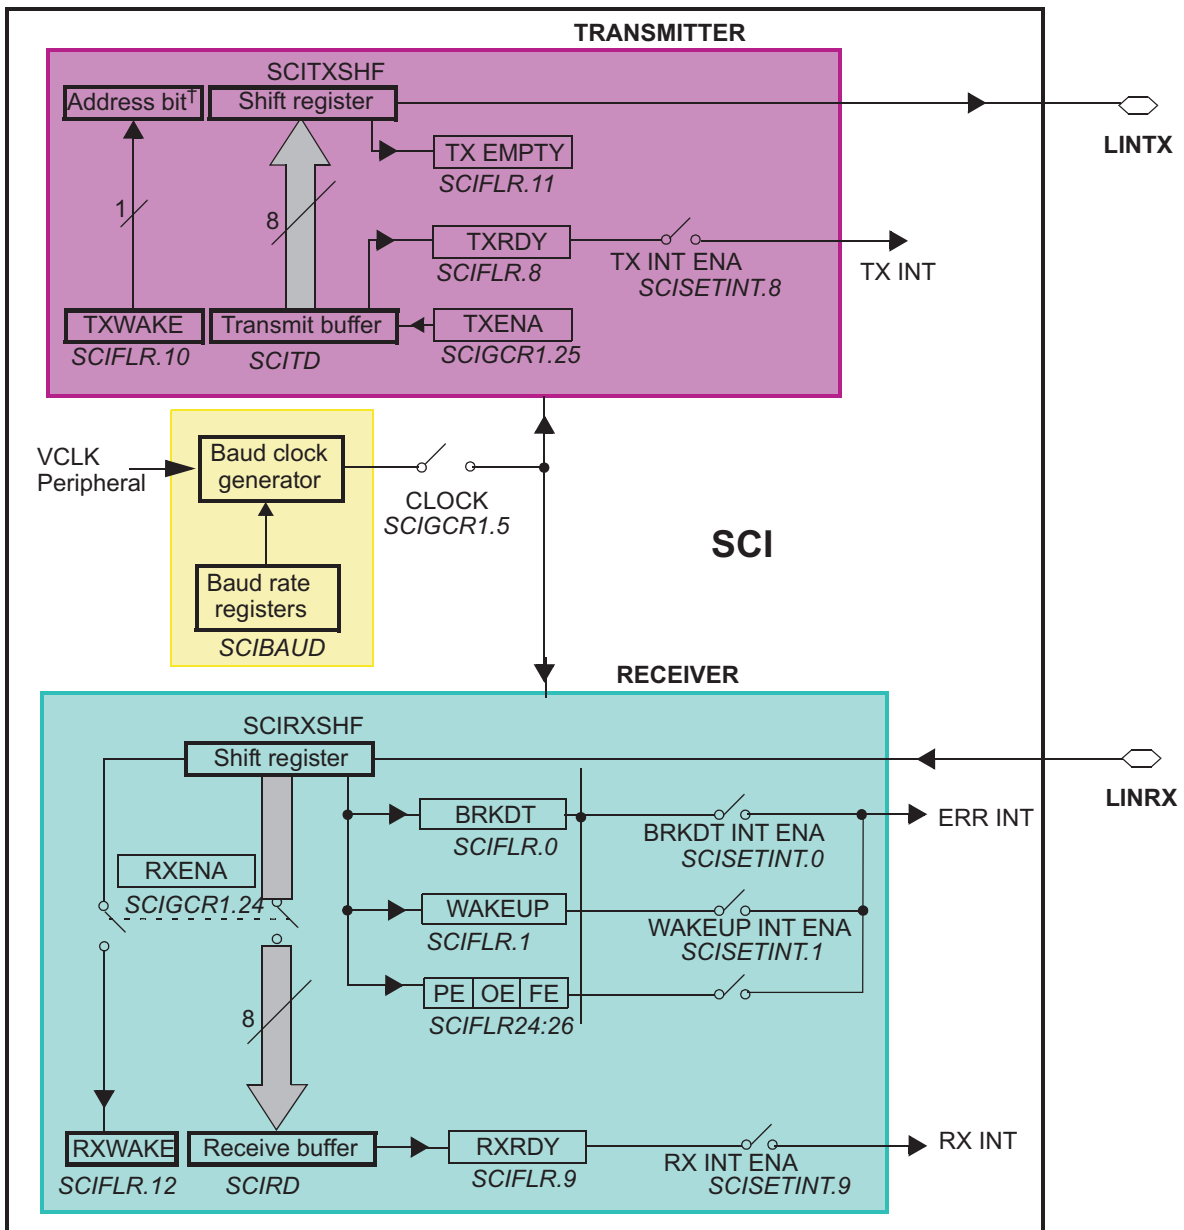 TRANSMITTER
SCITXSHF
Address bit†
Shift register
TX EMPTY
SCIFLR.11
LINTX
1
8
TXRDY
SCIFLR.8
TX INT ENA
SCISETINT.8
TX INT
TXWAKE
SCIFLR.10
Transmit buffer
SCITD
TXENA
SCIGCR1.25
VCLK
Peripheral
Baud clock
generator
CLOCK
SCIGCR1.5
SCI
Baud rate
registers
SCIBAUD
RECEIVER
SCIRXSHF
Shift register
LINRX
BRKDT
SCIFLR.0
BRKDT INT ENA
SCISETINT.0
ERR INT
RXENA
SCIGCR1.24
WAKEUP
SCIFLR.1
WAKEUP INT ENA
SCISETINT.1
PE OE FE
SCIFLR24:26
8
RXWAKE
SCIFLR.12
Receive buffer
SCIRD
RXRDY
SCIFLR.9
RX INT ENA
SCISETINT.9
RX INT